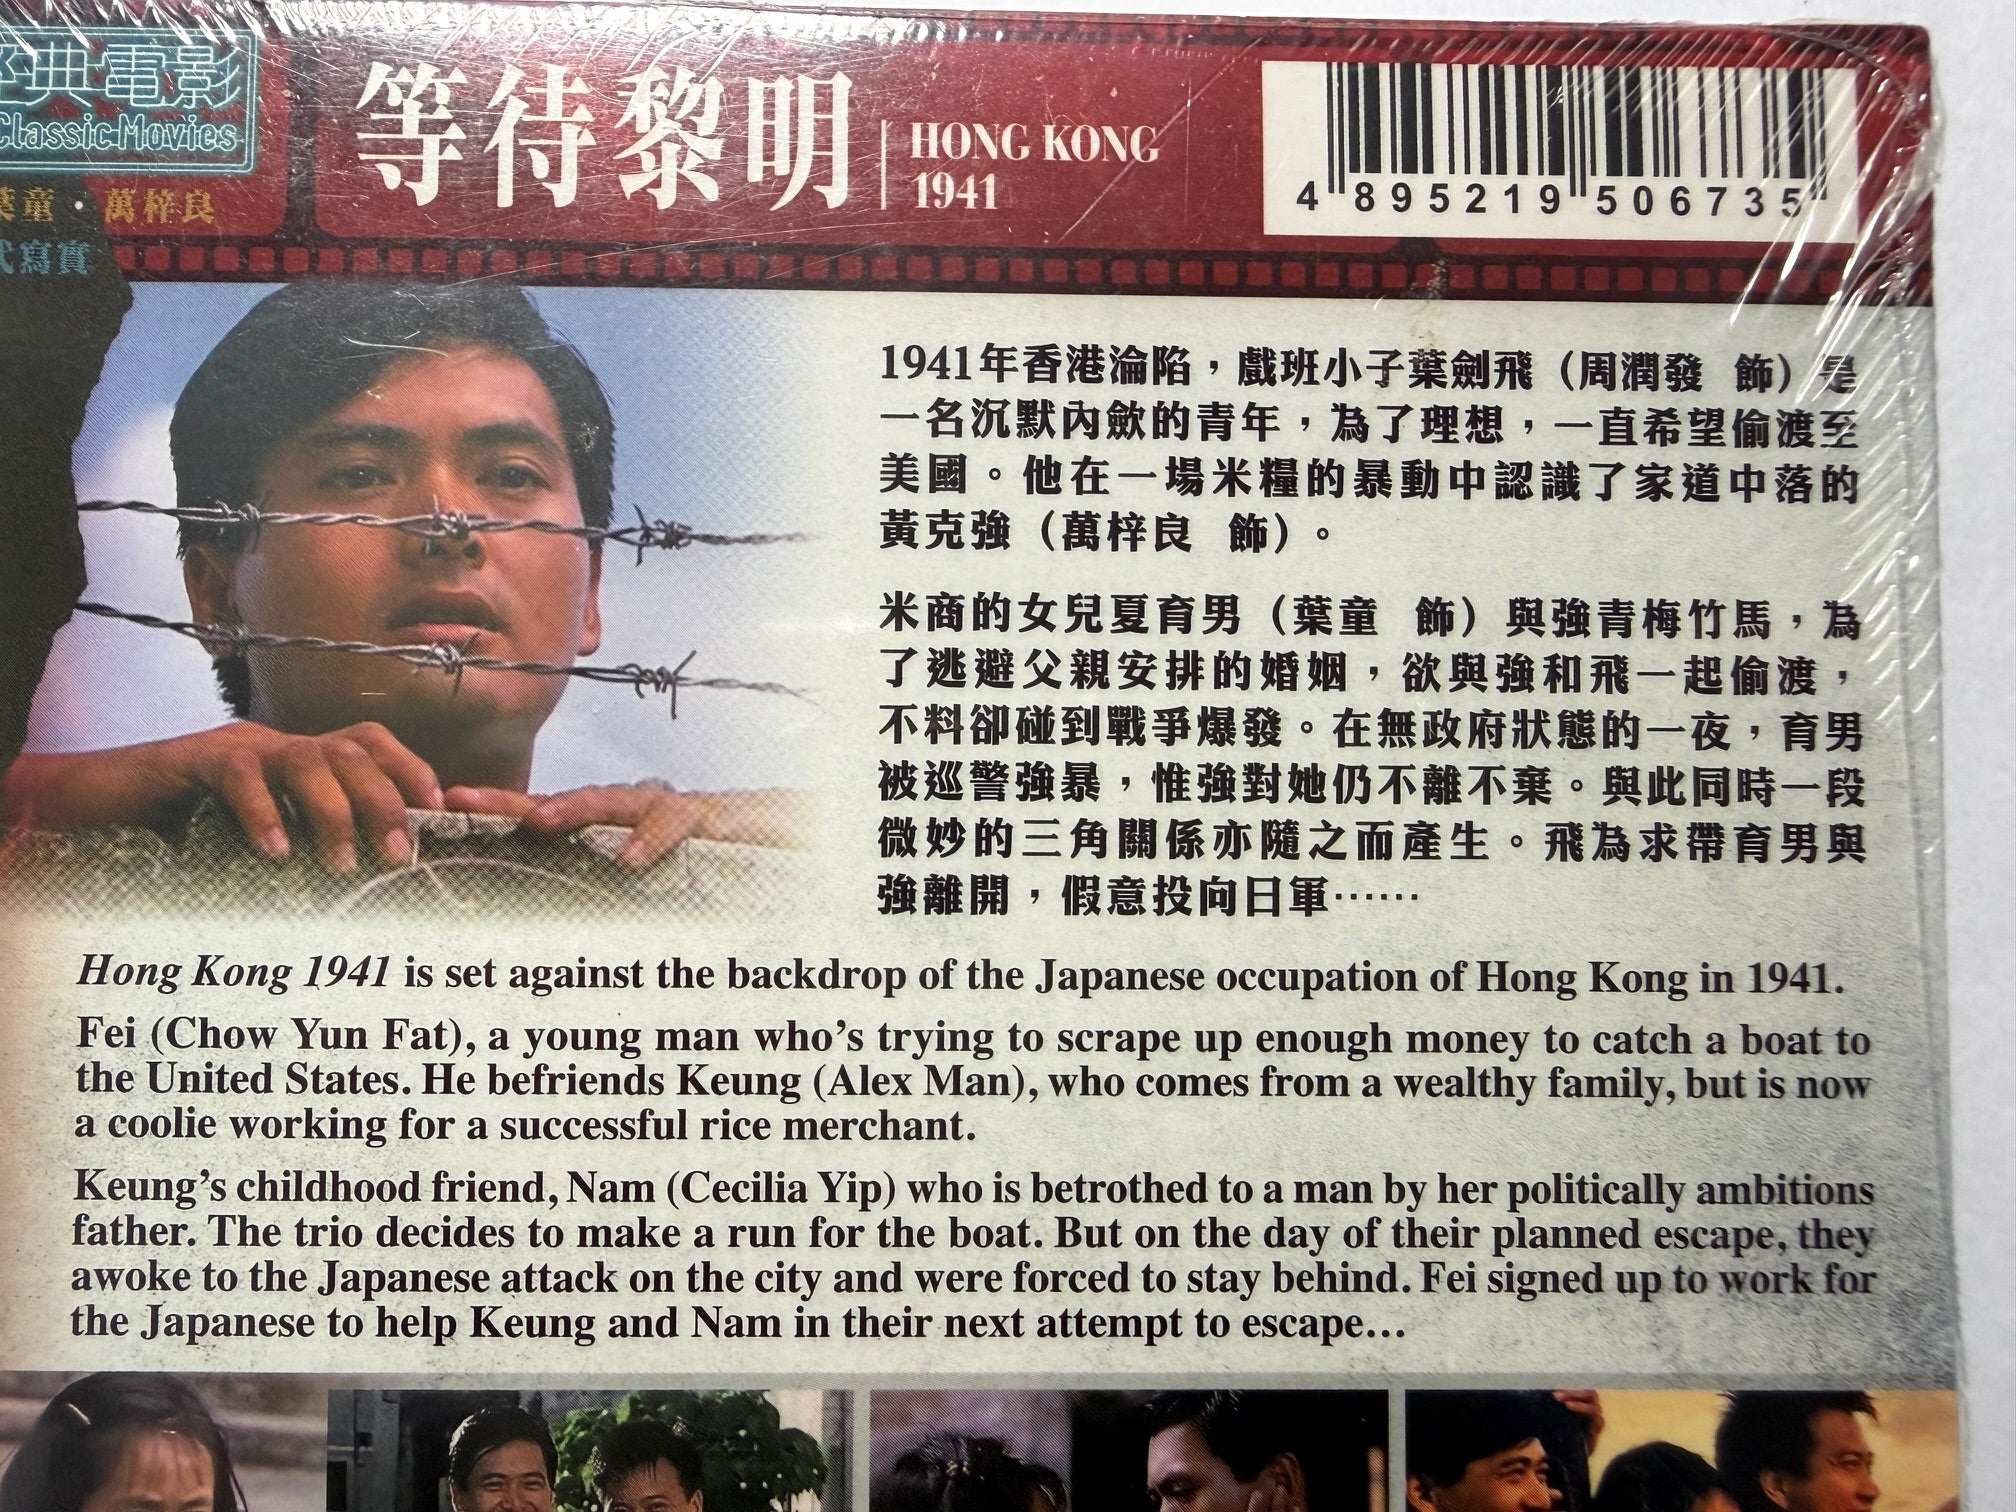 經典電影
Classic Movies
葉童·萬梓良
代寫實
等待黎明
HONG KONG
1941
4 895219 506735
1941年香港淪陷，戲班小子葉劍飛（周潤發 飾）是
一名沉默內斂的青年，為了理想，一直希望偷渡至
美國。他在一場米糧的暴動中認識了家道中落的
黃克強（萬梓良 飾）。
米商的女兒夏育男（葉童 飾）與強青梅竹馬，為
了逃避父親安排的婚姻，欲與強和飛一起偷渡，
不料卻碰到戰爭爆發。在無政府狀態的一夜，育男
被巡警強暴，惟強對她仍不離不棄。與此同時一段
微妙的三角關係亦隨之而產生。飛為求帶育男與
強離開，假意投向日軍……
Hong Kong 1941 is set against the backdrop of the Japanese occupation of Hong Kong in 1941.
Fei (Chow Yun Fat), a young man who's trying to scrape up enough money to catch a boat to
the United States. He befriends Keung (Alex Man), who comes from a wealthy family, but is now
a coolie working for a successful rice merchant.
Keung's childhood friend, Nam (Cecilia Yip) who is betrothed to a man by her politically ambitions
father. The trio decides to make a run for the boat. But on the day of their planned escape, they
awoke to the Japanese attack on the city and were forced to stay behind. Fei signed up to work for
the Japanese to help Keung and Nam in their next attempt to escape...